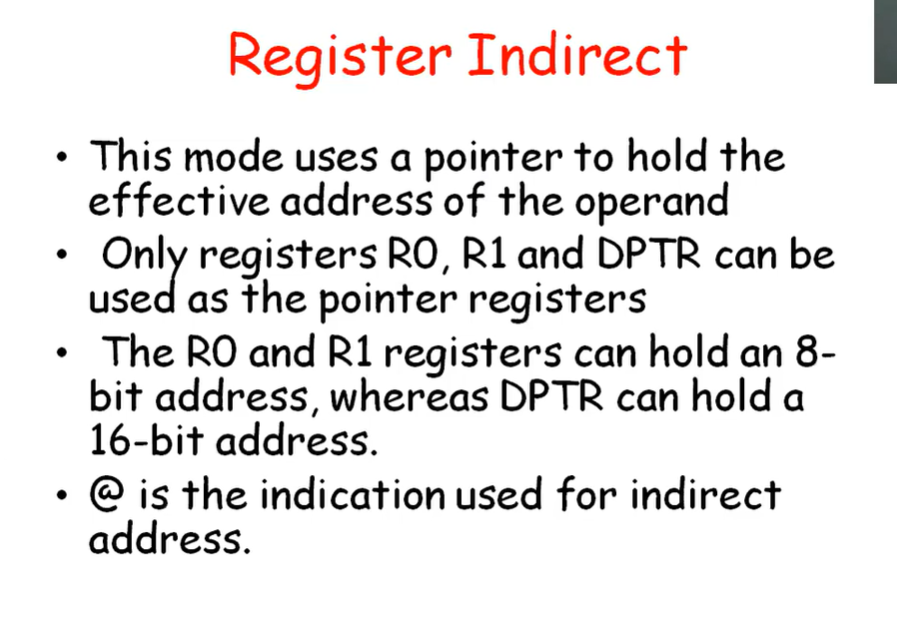 Register Indirect
• This mode uses a pointer to hold the
effective address of the operand
• Only registers R0, R1 and DPTR can be
used as the pointer registers
• The R0 and R1 registers can hold an 8-
bit address, whereas DPTR can hold a
16-bit address.
• @ is the indication used for indirect
address.